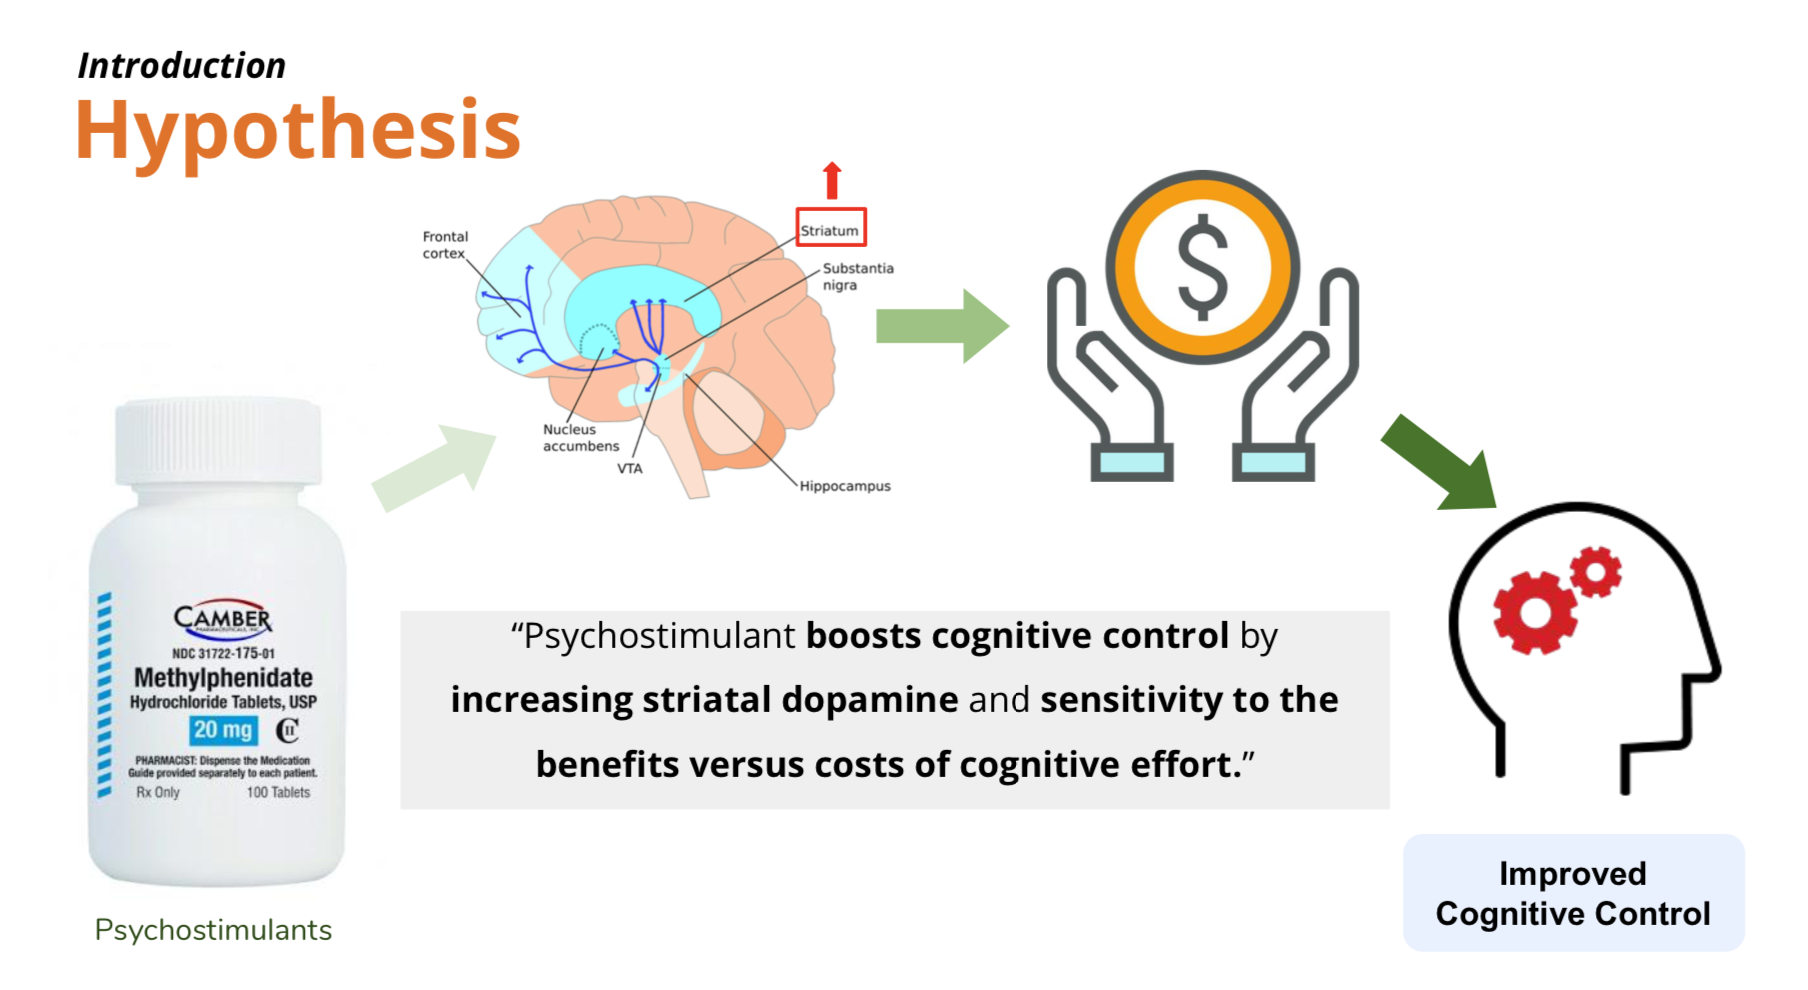 Introduction
Hypothesis
Frontal
cortex
Striatum
Substantia
nigra
Nucleus
accumbens
VTA
Hippocampus
$
CAMBER
PHARMACEUTICALS, INC.
NDC 31722-175-01
Methylphenidate
Hydrochloride Tablets, USP
20 mg CII
PHARMACIST: Dispense the Medication
Guide provided separately to each patient.
Rx Only 100 Tablets
Psychostimulants
“Psychostimulant boosts cognitive control by
increasing striatal dopamine and sensitivity to the
benefits versus costs of cognitive effort.”
Improved
Cognitive Control